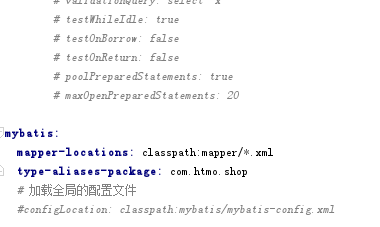 # validationQuery: select 'x'
# testWhileIdle: true
# testOnBorrow: false
# testOnReturn: false
# poolPreparedStatements: true
# maxOpenPreparedStatements: 20
mybatis:
mapper-locations: classpath:mapper/*.xml
type-aliases-package: com.htmo.shop
# 加载全局的配置文件
#configLocation: classpath:mybatis/mybatis-config.xml